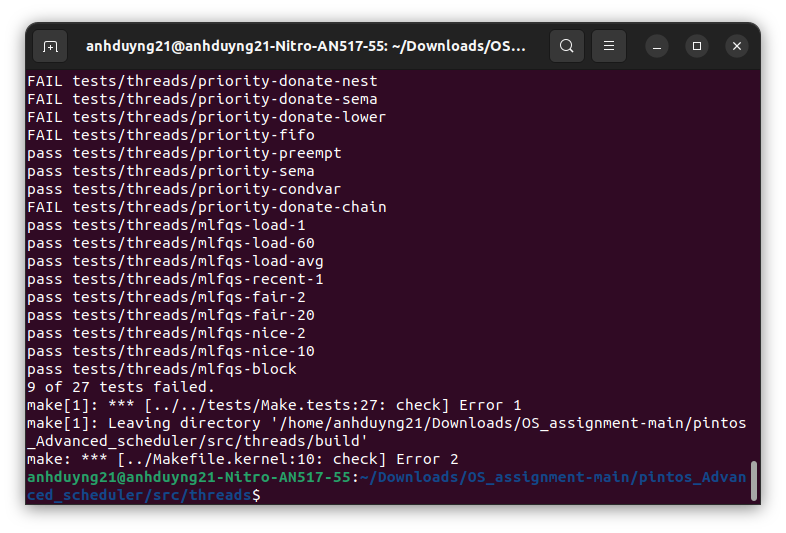 anhduyng21@anhduyng21-Nitro-AN517-55: ~/Downloads/OS...
FAIL tests/threads/priority-donate-nest
FAIL tests/threads/priority-donate-sema
FAIL tests/threads/priority-donate-lower
FAIL tests/threads/priority-fifo
pass tests/threads/priority-preempt
pass tests/threads/priority-sema
pass tests/threads/priority-condvar
FAIL tests/threads/priority-donate-chain
pass tests/threads/mlfqs-load-1
pass tests/threads/mlfqs-load-60
pass tests/threads/mlfqs-load-avg
pass tests/threads/mlfqs-recent-1
pass tests/threads/mlfqs-fair-2
pass tests/threads/mlfqs-fair-20
pass tests/threads/mlfqs-nice-2
pass tests/threads/mlfqs-nice-10
pass tests/threads/mlfqs-block
9 of 27 tests failed.
make[1]: *** [../../tests/Make.tests:27: check] Error 1
make[1]: Leaving directory '/home/anhduyng21/Downloads/OS_assignment-main/pintos
_Advanced_scheduler/src/threads/build'
make: *** [../Makefile.kernel:10: check] Error 2
anhduyng21@anhduyng21-Nitro-AN517-55:~/Downloads/OS_assignment-main/pintos_Advan
ced_scheduler/src/threads$